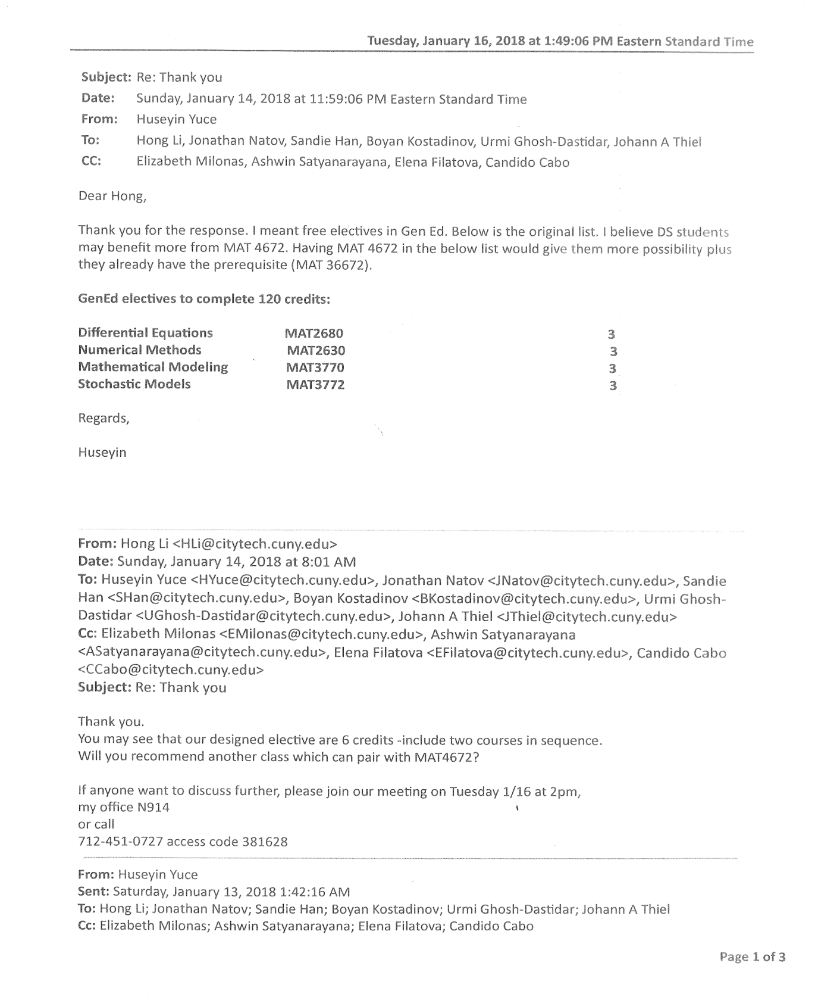 Tuesday, January 16, 2018 at 1:49:06 PM Eastern Standard Time
Subject: Re: Thank you
Date: Sunday, January 14, 2018 at 11:59:06 PM Eastern Standard Time
From: Huseyin Yuce
To: Hong Li, Jonathan Natov, Sandie Han, Boyan Kostadinov, Urmi Ghosh-Dastidar, Johann A Thiel
CC: Elizabeth Milonas, Ashwin Satyanarayana, Elena Filatova, Candido Cabo
Dear Hong,
Thank you for the response. I meant free electives in Gen Ed. Below is the original list. I believe DS students
may benefit more from MAT 4672. Having MAT 4672 in the below list would give them more possibility plus
they already have the prerequisite (MAT 36672).
GenEd electives to complete 120 credits:
Differential Equations MAT2680 3
Numerical Methods MAT2630 3
Mathematical Modeling MAT3770 3
Stochastic Models MAT3772 3
Regards,
Huseyin
From: Hong Li <HLi@citytech.cuny.edu>
Date: Sunday, January 14, 2018 at 8:01 AM
To: Huseyin Yuce <HYuce@citytech.cuny.edu>, Jonathan Natov <JNatov@citytech.cuny.edu>, Sandie
Han <SHan@citytech.cuny.edu>, Boyan Kostadinov <BKostadinov@citytech.cuny.edu>, Urmi Ghosh-
Dastidar <UGhosh-Dastidar@citytech.cuny.edu>, Johann A Thiel <JThiel@citytech.cuny.edu>
Cc: Elizabeth Milonas <EMilonas@citytech.cuny.edu>, Ashwin Satyanarayana
<ASatyanarayana@citytech.cuny.edu>, Elena Filatova <EFilatova@citytech.cuny.edu>, Candido Cabo
<CCabo@citytech.cuny.edu>
Subject: Re: Thank you
Thank you.
You may see that our designed elective are 6 credits -include two courses in sequence.
Will you recommend another class which can pair with MAT4672?
If anyone want to discuss further, please join our meeting on Tuesday 1/16 at 2pm,
my office N914
or call
712-451-0727 access code 381628
From: Huseyin Yuce
Sent: Saturday, January 13, 2018 1:42:16 AM
To: Hong Li; Jonathan Natov; Sandie Han; Boyan Kostadinov; Urmi Ghosh-Dastidar; Johann A Thiel
Cc: Elizabeth Milonas; Ashwin Satyanarayana; Elena Filatova; Candido Cabo
Page 1 of 3